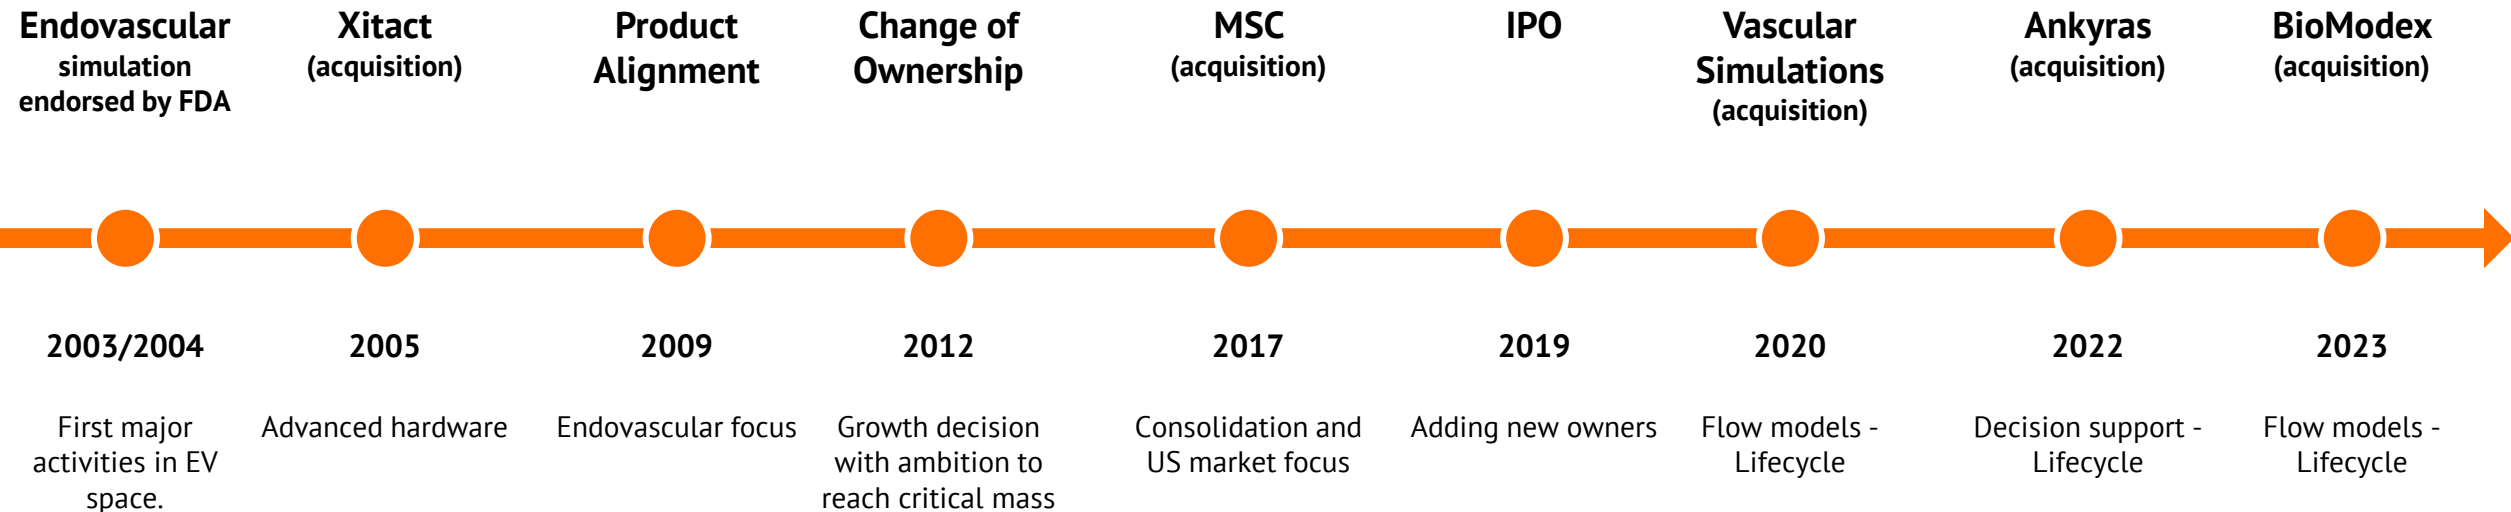 Endovascular
simulation
endorsed by FDA
Xitact
(acquisition)
Product
Alignment
Change of
Ownership
MSC
(acquisition)
IPO
Vascular
Simulations
(acquisition)
Ankyras
(acquisition)
BioModex
(acquisition)
2003/2004
2005
2009
2012
2017
2019
2020
2022
2023
First major
activities in EV
space.
Advanced hardware
Endovascular focus
Growth decision
with ambition to
reach critical mass
Consolidation and
US market focus
Adding new owners
Flow models -
Lifecycle
Decision support -
Lifecycle
Flow models -
Lifecycle